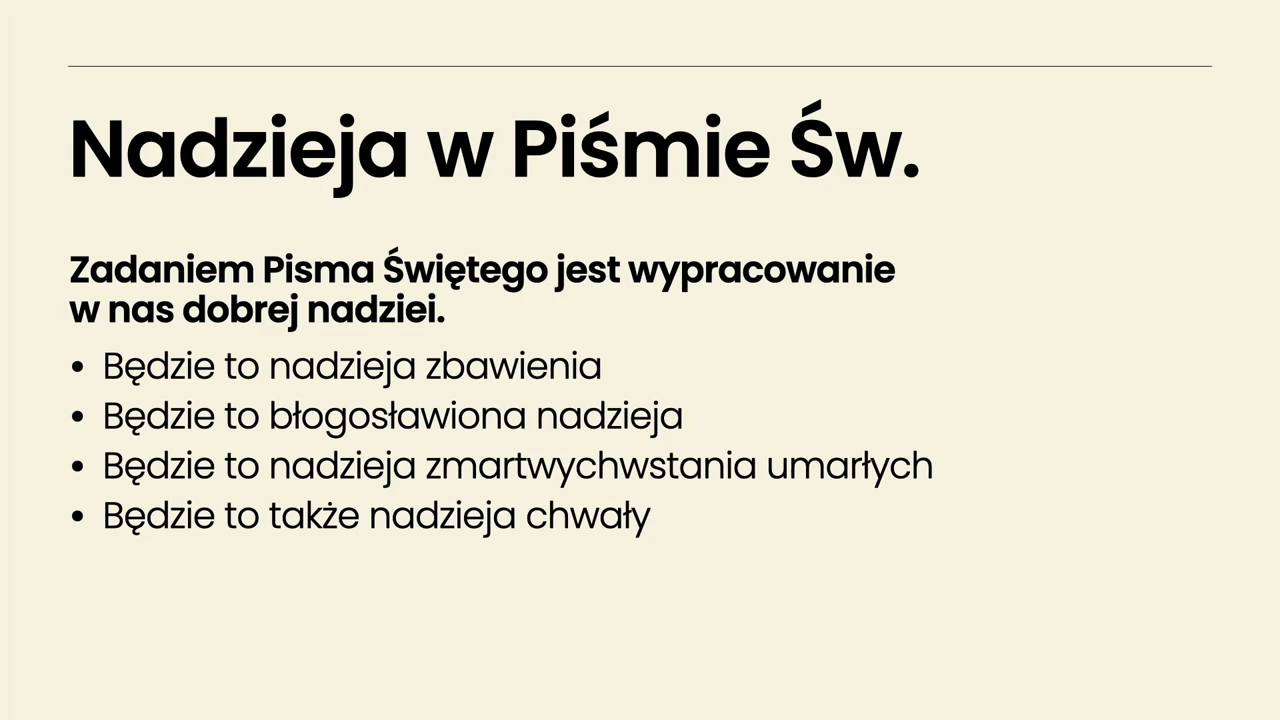 Nadzieja w Piśmie Św.
Zadaniem Pisma Świętego jest wypracowanie
w nas dobrej nadziei.
• Będzie to nadzieja zbawienia
• Będzie to błogosławiona nadzieja
• Będzie to nadzieja zmartwychwstania umarłych
• Będzie to także nadzieja chwały